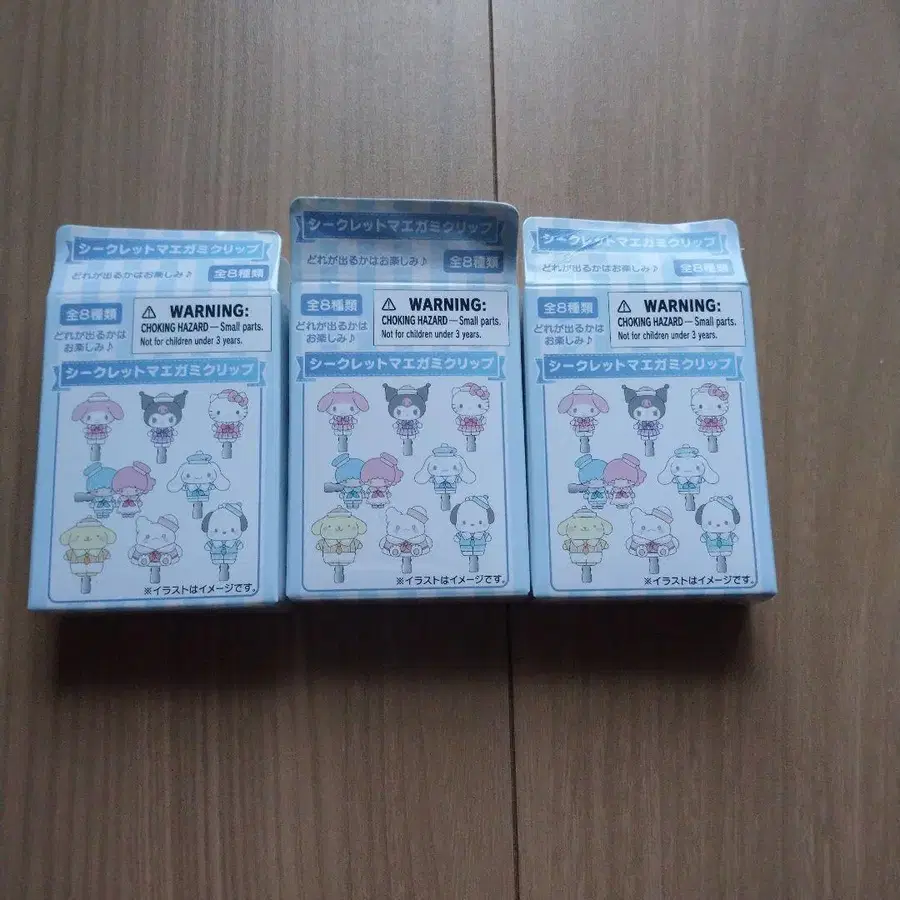 シークレットマエガミクリップ
どれが出るかはお楽しみ♪ 全8種類
全8種類
どれが出るかは
お楽しみ♪
⚠ WARNING:
CHOKING HAZARD — Small parts.
Not for children under 3 years.
シークレットマエガミクリップ
※イラストはイメージです。
シークレットマエガミクリップ
どれが出るかはお楽しみ♪ 全8種類
全8種類
どれが出るかは
お楽しみ♪
⚠ WARNING:
CHOKING HAZARD — Small parts.
Not for children under 3 years.
シークレットマエガミクリップ
※イラストはイメージです。
シークレットマエガミクリップ
どれが出るかはお楽しみ♪ 全8種類
全8種類
どれが出るかは
お楽しみ♪
⚠ WARNING:
CHOKING HAZARD — Small parts.
Not for children under 3 years.
シークレットマエガミクリップ
※イラストはイメージです。